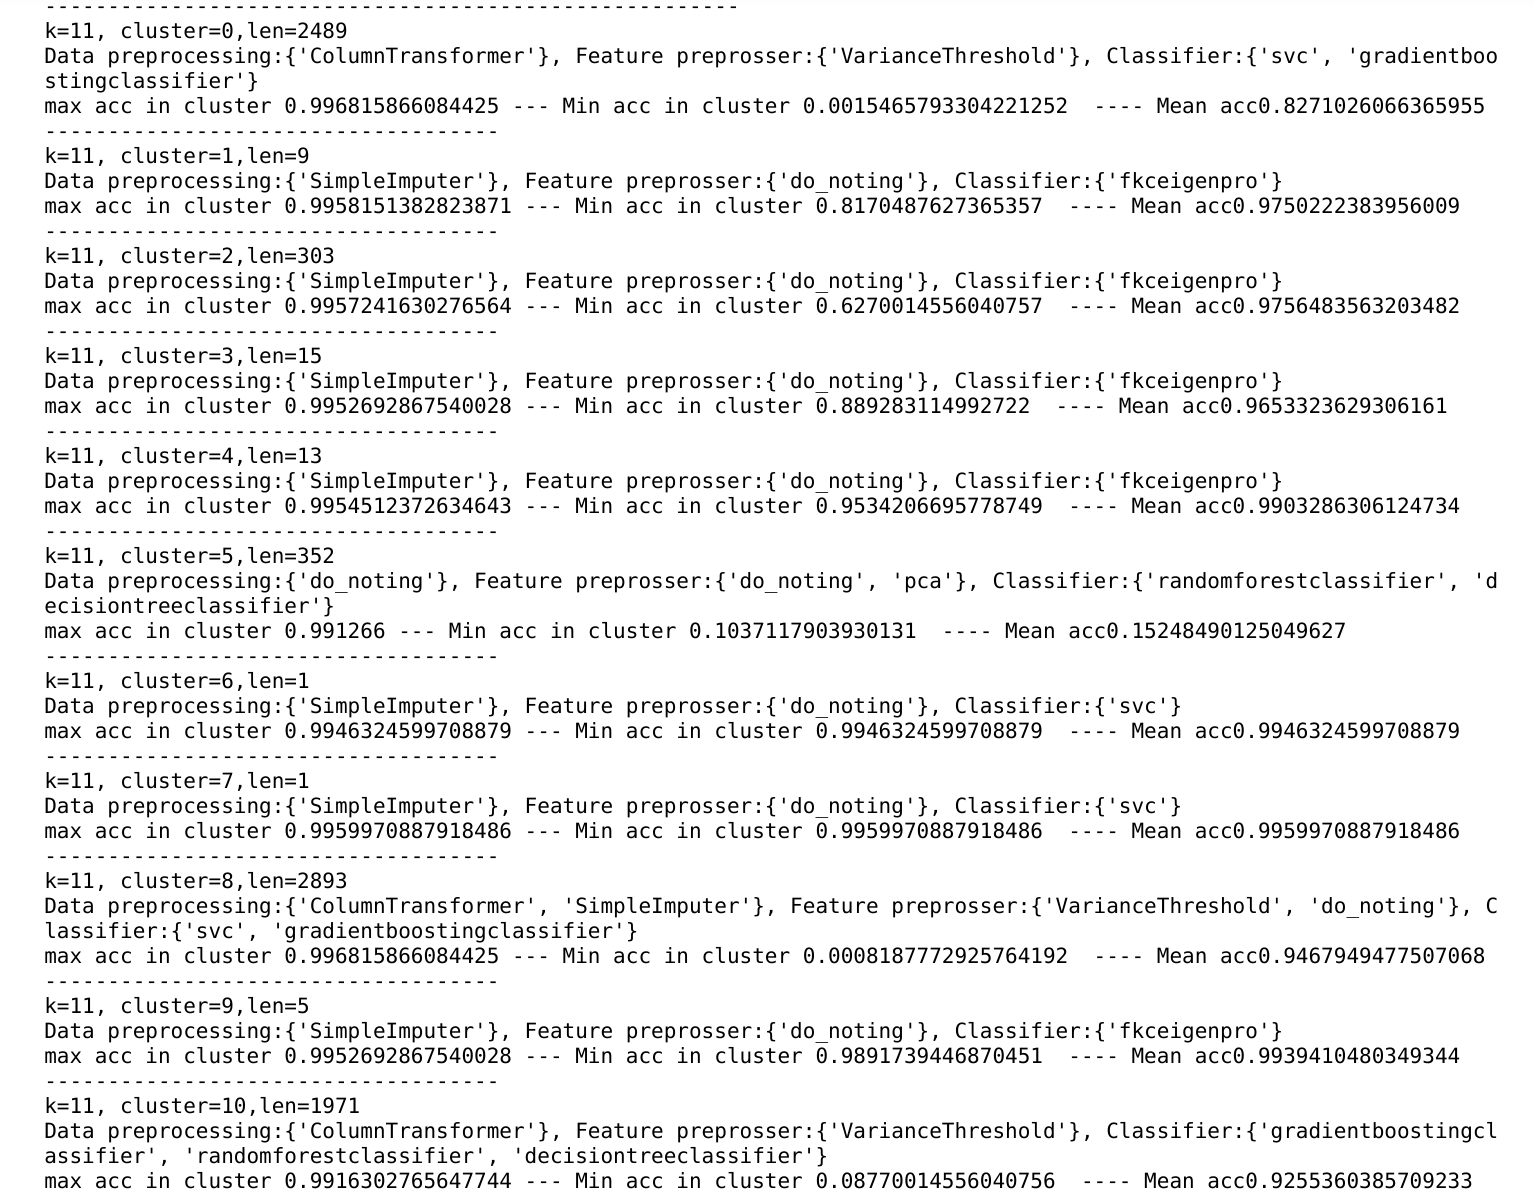 -------------------------------------------------------
k=11, cluster=0,len=2489
Data preprocessing:{'ColumnTransformer'}, Feature preprosser:{'VarianceThreshold'}, Classifier:{'svc', 'gradientboo
stingclassifier'}
max acc in cluster 0.996815866084425 --- Min acc in cluster 0.0015465793304221252  ---- Mean acc0.8271026066365955
------------------------------------
k=11, cluster=1,len=9
Data preprocessing:{'SimpleImputer'}, Feature preprosser:{'do_noting'}, Classifier:{'fkceigenpro'}
max acc in cluster 0.9958151382823871 --- Min acc in cluster 0.8170487627365357  ---- Mean acc0.9750222383956009
------------------------------------
k=11, cluster=2,len=303
Data preprocessing:{'SimpleImputer'}, Feature preprosser:{'do_noting'}, Classifier:{'fkceigenpro'}
max acc in cluster 0.9957241630276564 --- Min acc in cluster 0.6270014556040757  ---- Mean acc0.9756483563203482
------------------------------------
k=11, cluster=3,len=15
Data preprocessing:{'SimpleImputer'}, Feature preprosser:{'do_noting'}, Classifier:{'fkceigenpro'}
max acc in cluster 0.9952692867540028 --- Min acc in cluster 0.889283114992722  ---- Mean acc0.9653323629306161
------------------------------------
k=11, cluster=4,len=13
Data preprocessing:{'SimpleImputer'}, Feature preprosser:{'do_noting'}, Classifier:{'fkceigenpro'}
max acc in cluster 0.9954512372634643 --- Min acc in cluster 0.9534206695778749  ---- Mean acc0.9903286306124734
------------------------------------
k=11, cluster=5,len=352
Data preprocessing:{'do_noting'}, Feature preprosser:{'do_noting', 'pca'}, Classifier:{'randomforestclassifier', 'd
ecisiontreeclassifier'}
max acc in cluster 0.991266 --- Min acc in cluster 0.1037117903930131  ---- Mean acc0.15248490125049627
------------------------------------
k=11, cluster=6,len=1
Data preprocessing:{'SimpleImputer'}, Feature preprosser:{'do_noting'}, Classifier:{'svc'}
max acc in cluster 0.9946324599708879 --- Min acc in cluster 0.9946324599708879  ---- Mean acc0.9946324599708879
------------------------------------
k=11, cluster=7,len=1
Data preprocessing:{'SimpleImputer'}, Feature preprosser:{'do_noting'}, Classifier:{'svc'}
max acc in cluster 0.9959970887918486 --- Min acc in cluster 0.9959970887918486  ---- Mean acc0.9959970887918486
------------------------------------
k=11, cluster=8,len=2893
Data preprocessing:{'ColumnTransformer', 'SimpleImputer'}, Feature preprosser:{'VarianceThreshold', 'do_noting'}, C
lassifier:{'svc', 'gradientboostingclassifier'}
max acc in cluster 0.996815866084425 --- Min acc in cluster 0.0008187772925764192  ---- Mean acc0.9467949477507068
------------------------------------
k=11, cluster=9,len=5
Data preprocessing:{'SimpleImputer'}, Feature preprosser:{'do_noting'}, Classifier:{'fkceigenpro'}
max acc in cluster 0.9952692867540028 --- Min acc in cluster 0.9891739446870451  ---- Mean acc0.9939410480349344
------------------------------------
k=11, cluster=10,len=1971
Data preprocessing:{'ColumnTransformer'}, Feature preprosser:{'VarianceThreshold'}, Classifier:{'gradientboostingcl
assifier', 'randomforestclassifier', 'decisiontreeclassifier'}
max acc in cluster 0.9916302765647744 --- Min acc in cluster 0.08770014556040756  ---- Mean acc0.9255360385709233